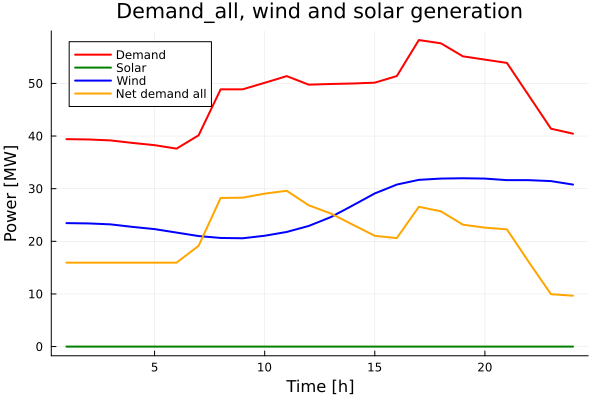 Demand_all, wind and solar generation
Demand
Solar
Wind
Net demand all
Power [MW]
50
40
30
20
10
0
5 10 15 20
Time [h]